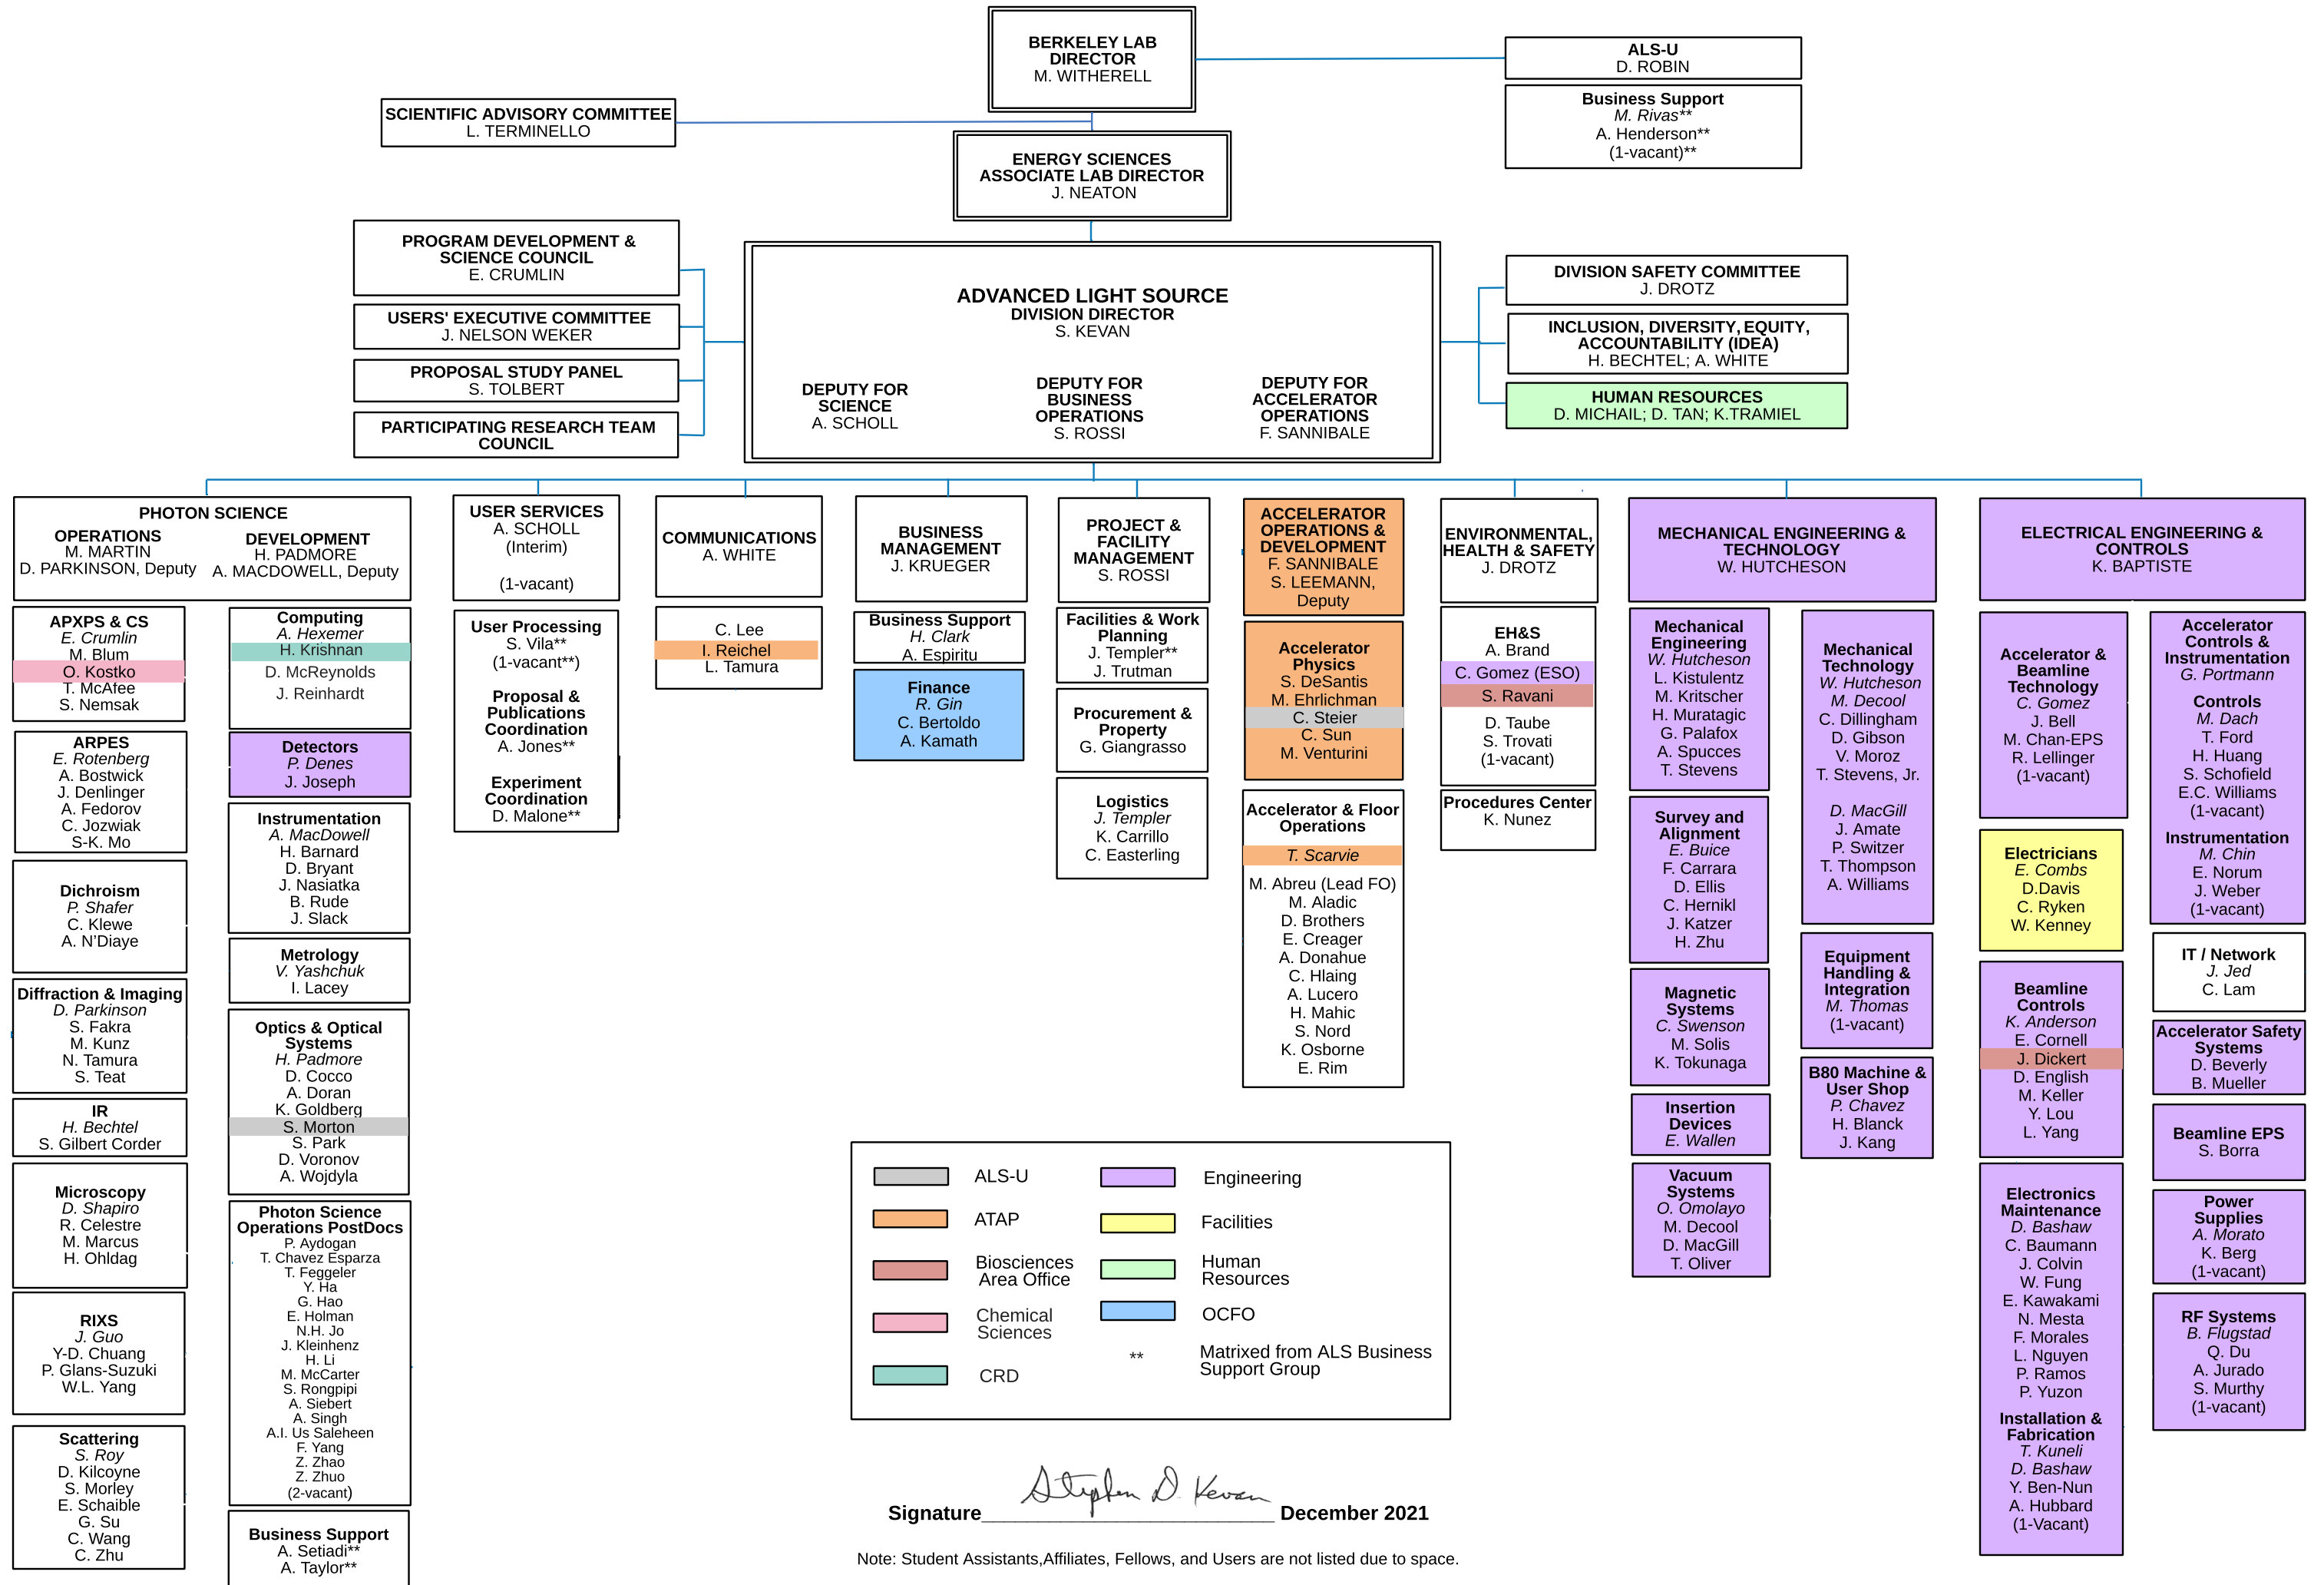 BERKELEY LAB
DIRECTOR
M. WITHERELL
ALS-U
D. ROBIN
Business Support
M. Rivas**
A. Henderson**
(1-vacant)**
SCIENTIFIC ADVISORY COMMITTEE
L. TERMINELLO
ENERGY SCIENCES
ASSOCIATE LAB DIRECTOR
J. NEATON
PROGRAM DEVELOPMENT &
SCIENCE COUNCIL
E. CRUMLIN
USERS' EXECUTIVE COMMITTEE
J. NELSON WEKER
PROPOSAL STUDY PANEL
S. TOLBERT
PARTICIPATING RESEARCH TEAM
COUNCIL
ADVANCED LIGHT SOURCE
DIVISION DIRECTOR
S. KEVAN
DEPUTY FOR
SCIENCE
A. SCHOLL
DEPUTY FOR
BUSINESS
OPERATIONS
S. ROSSI
DEPUTY FOR
ACCELERATOR
OPERATIONS
F. SANNIBALE
DIVISION SAFETY COMMITTEE
J. DROTZ
INCLUSION, DIVERSITY, EQUITY,
ACCOUNTABILITY (IDEA)
H. BECHTEL; A. WHITE
HUMAN RESOURCES
D. MICHAIL; D. TAN; K.TRAMIEL
PHOTON SCIENCE
OPERATIONS
M. MARTIN
D. PARKINSON, Deputy
DEVELOPMENT
H. PADMORE
A. MACDOWELL, Deputy
APXPS & CS
E. Crumlin
M. Blum
O. Kostko
T. McAfee
S. Nemsak
ARPES
E. Rotenberg
A. Bostwick
J. Denlinger
A. Fedorov
C. Jozwiak
S-K. Mo
Dichroism
P. Shafer
C. Klewe
A. N’Diaye
Diffraction & Imaging
D. Parkinson
S. Fakra
M. Kunz
N. Tamura
S. Teat
IR
H. Bechtel
S. Gilbert Corder
Microscopy
D. Shapiro
R. Celestre
M. Marcus
H. Ohldag
RIXS
J. Guo
Y-D. Chuang
P. Glans-Suzuki
W.L. Yang
Scattering
S. Roy
D. Kilcoyne
S. Morley
E. Schaible
G. Su
C. Wang
C. Zhu
Computing
A. Hexemer
H. Krishnan
D. McReynolds
J. Reinhardt
Detectors
P. Denes
J. Joseph
Instrumentation
A. MacDowell
H. Barnard
D. Bryant
J. Nasiatka
B. Rude
J. Slack
Metrology
V. Yashchuk
I. Lacey
Optics & Optical
Systems
H. Padmore
D. Cocco
A. Doran
K. Goldberg
S. Morton
S. Park
D. Voronov
A. Wojdyla
Photon Science
Operations PostDocs
P. Aydogan
T. Chavez Esparza
T. Feggeler
Y. Ha
G. Hao
E. Holman
N.H. Jo
J. Kleinhenz
H. Li
M. McCarter
S. Rongpipi
A. Siebert
A. Singh
A.I. Us Saleheen
F. Yang
Z. Zhao
Z. Zhuo
(2-vacant)
Business Support
A. Setiadi**
A. Taylor**
USER SERVICES
A. SCHOLL
(Interim)
(1-vacant)
User Processing
S. Vila**
(1-vacant**)
Proposal &
Publications
Coordination
A. Jones**
Experiment
Coordination
D. Malone**
COMMUNICATIONS
A. WHITE
C. Lee
I. Reichel
L. Tamura
BUSINESS
MANAGEMENT
J. KRUEGER
Business Support
H. Clark
A. Espiritu
Finance
R. Gin
C. Bertoldo
A. Kamath
PROJECT &
FACILITY
MANAGEMENT
S. ROSSI
Facilities & Work
Planning
J. Templer**
J. Trutman
Procurement &
Property
G. Giangrasso
Logistics
J. Templer
K. Carrillo
C. Easterling
ACCELERATOR
OPERATIONS &
DEVELOPMENT
F. SANNIBALE
S. LEEMANN,
Deputy
Accelerator
Physics
S. DeSantis
M. Ehrlichman
C. Steier
C. Sun
M. Venturini
Accelerator & Floor
Operations
T. Scarvie
M. Abreu (Lead FO)
M. Aladic
D. Brothers
E. Creager
A. Donahue
C. Hlaing
A. Lucero
H. Mahic
S. Nord
K. Osborne
E. Rim
ENVIRONMENTAL,
HEALTH & SAFETY
J. DROTZ
EH&S
A. Brand
C. Gomez (ESO)
S. Ravani
D. Taube
S. Trovati
(1-vacant)
Procedures Center
K. Nunez
MECHANICAL ENGINEERING &
TECHNOLOGY
W. HUTCHESON
Mechanical
Engineering
W. Hutcheson
L. Kistulentz
M. Kritscher
H. Muratagic
G. Palafox
A. Spucces
T. Stevens
Survey and
Alignment
E. Buice
F. Carrara
D. Ellis
C. Hernikl
J. Katzer
H. Zhu
Magnetic
Systems
C. Swenson
M. Solis
K. Tokunaga
Insertion
Devices
E. Wallen
Vacuum
Systems
O. Omolayo
M. Decool
D. MacGill
T. Oliver
Mechanical
Technology
W. Hutcheson
M. Decool
C. Dillingham
D. Gibson
V. Moroz
T. Stevens, Jr.
D. MacGill
J. Amate
P. Switzer
T. Thompson
A. Williams
Equipment
Handling &
Integration
M. Thomas
(1-vacant)
B80 Machine &
User Shop
P. Chavez
H. Blanck
J. Kang
ELECTRICAL ENGINEERING &
CONTROLS
K. BAPTISTE
Accelerator &
Beamline
Technology
C. Gomez
J. Bell
M. Chan-EPS
R. Lellinger
(1-vacant)
Electricians
E. Combs
D.Davis
C. Ryken
W. Kenney
Beamline
Controls
K. Anderson
E. Cornell
J. Dickert
D. English
M. Keller
Y. Lou
L. Yang
Electronics
Maintenance
D. Bashaw
C. Baumann
J. Colvin
W. Fung
E. Kawakami
N. Mesta
F. Morales
L. Nguyen
P. Ramos
P. Yuzon
Installation &
Fabrication
T. Kuneli
D. Bashaw
Y. Ben-Nun
A. Hubbard
(1-Vacant)
Accelerator
Controls &
Instrumentation
G. Portmann
Controls
M. Dach
T. Ford
H. Huang
S. Schofield
E.C. Williams
(1-vacant)
Instrumentation
M. Chin
E. Norum
J. Weber
(1-vacant)
IT / Network
J. Jed
C. Lam
Accelerator Safety
Systems
D. Beverly
B. Mueller
Beamline EPS
S. Borra
Power
Supplies
A. Morato
K. Berg
(1-vacant)
RF Systems
B. Flugstad
Q. Du
A. Jurado
S. Murthy
(1-vacant)
ALS-U
ATAP
Biosciences
Area Office
Chemical
Sciences
CRD
Engineering
Facilities
Human
Resources
OCFO
** Matrixed from ALS Business
Support Group
Stephen D. Kevan
Signature__________________________ December 2021
Note: Student Assistants,Affiliates, Fellows, and Users are not listed due to space.